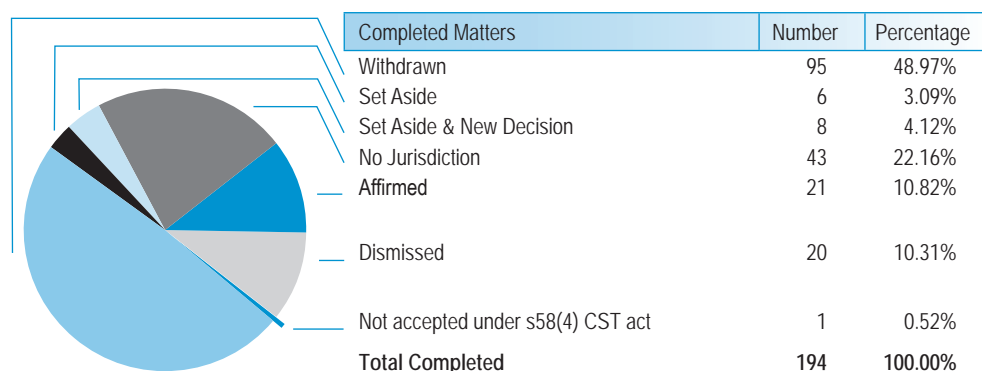 Completed Matters Number Percentage
Withdrawn 95 48.97%
Set Aside 6 3.09%
Set Aside & New Decision 8 4.12%
No Jurisdiction 43 22.16%
Affirmed 21 10.82%
Dismissed 20 10.31%
Not accepted under s58(4) CST act 1 0.52%
Total Completed 194 100.00%